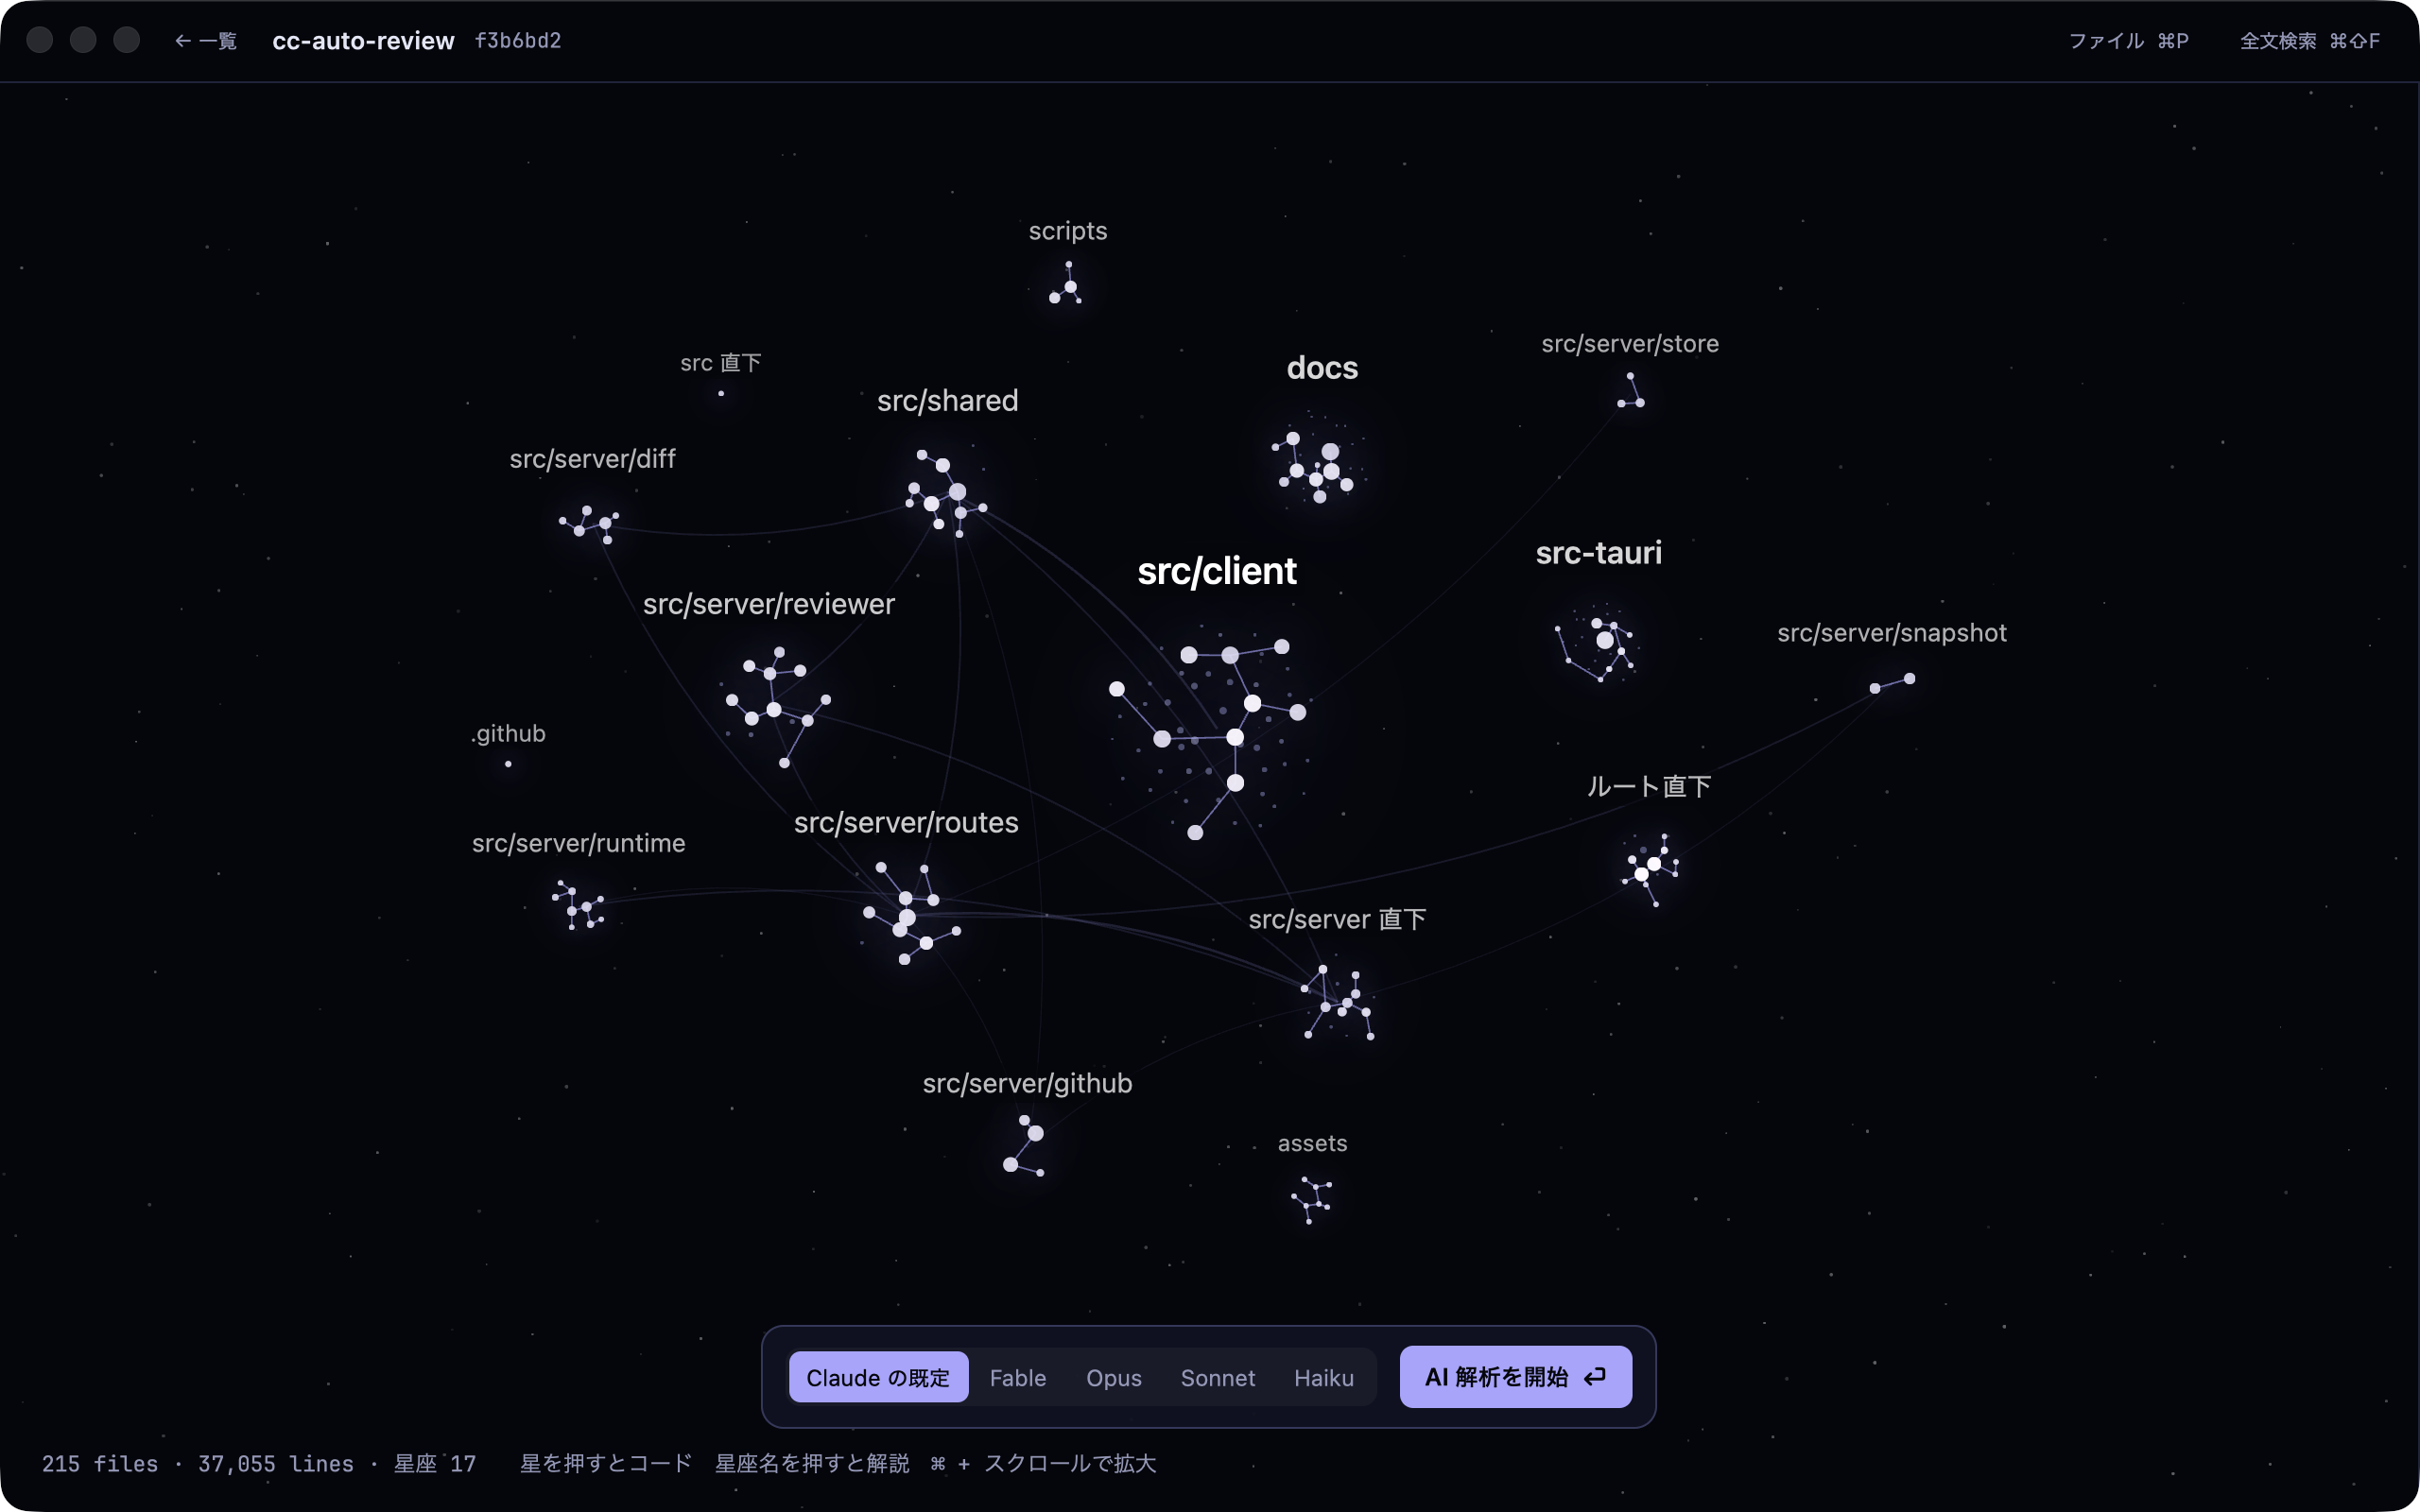 ← 一覧 cc-auto-review f3b6bd2 ファイル ⌘P 全文検索 ⌘⇧F
scripts
src/server/store
src 直下
docs
src/shared
src/server/diff
src-tauri
src/client
src/server/reviewer
src/server/snapshot
.github
ルート直下
src/server/routes
src/server/runtime
src/server 直下
src/server/github
assets
Claude の既定 Fable Opus Sonnet Haiku AI 解析を開始 ↵
215 files · 37,055 lines · 星座 17 星を押すとコード 星座名を押すと解説 ⌘ + スクロールで拡大